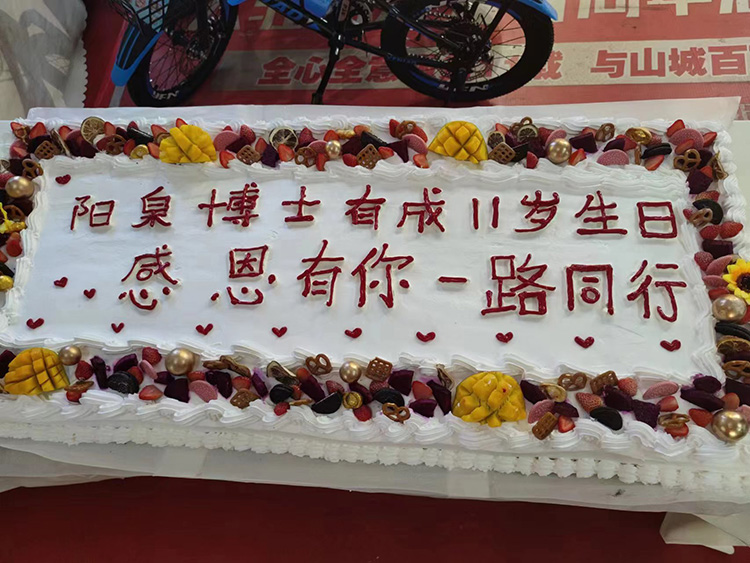 全心全意
与山城百
阳泉博士有成11岁生日
感恩有你一路同行